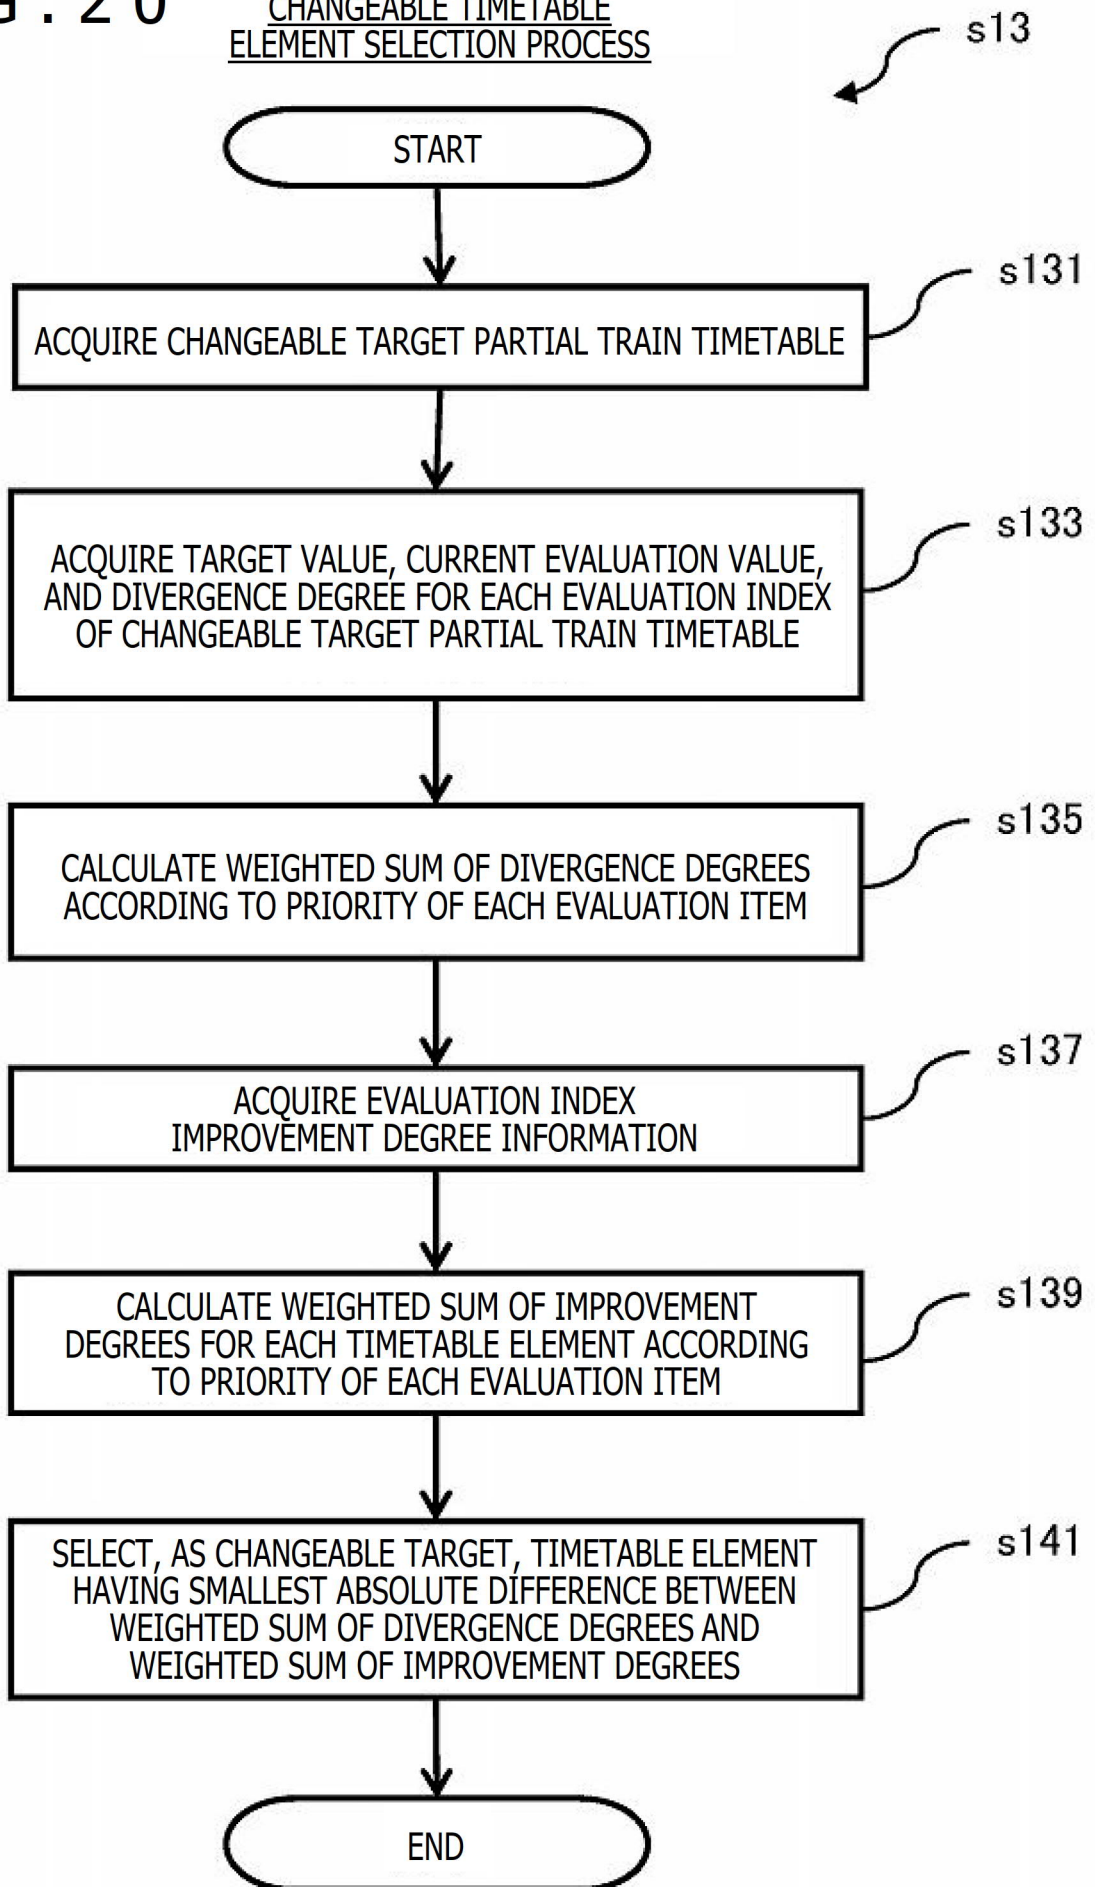 G.20
CHANGEABLE TIMETABLE
ELEMENT SELECTION PROCESS
s13
START
s131
ACQUIRE CHANGEABLE TARGET PARTIAL TRAIN TIMETABLE
s133
ACQUIRE TARGET VALUE, CURRENT EVALUATION VALUE,
AND DIVERGENCE DEGREE FOR EACH EVALUATION INDEX
OF CHANGEABLE TARGET PARTIAL TRAIN TIMETABLE
s135
CALCULATE WEIGHTED SUM OF DIVERGENCE DEGREES
ACCORDING TO PRIORITY OF EACH EVALUATION ITEM
s137
ACQUIRE EVALUATION INDEX
IMPROVEMENT DEGREE INFORMATION
s139
CALCULATE WEIGHTED SUM OF IMPROVEMENT
DEGREES FOR EACH TIMETABLE ELEMENT ACCORDING
TO PRIORITY OF EACH EVALUATION ITEM
s141
SELECT, AS CHANGEABLE TARGET, TIMETABLE ELEMENT
HAVING SMALLEST ABSOLUTE DIFFERENCE BETWEEN
WEIGHTED SUM OF DIVERGENCE DEGREES AND
WEIGHTED SUM OF IMPROVEMENT DEGREES
END